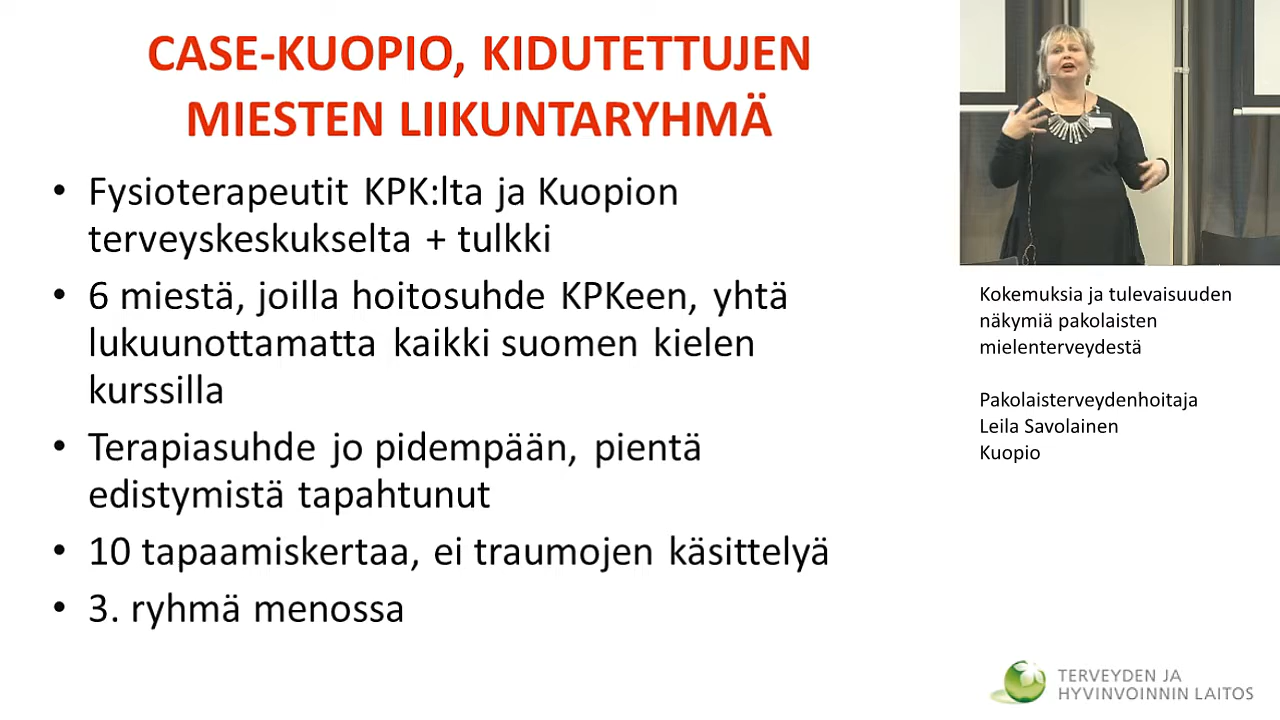 CASE-KUOPIO, KIDUTETTUJEN
MIESTEN LIIKUNTARYHMÄ
• Fysioterapeutit KPK:lta ja Kuopion
terveyskeskukselta + tulkki
• 6 miestä, joilla hoitosuhde KPKeen, yhtä
lukuunottamatta kaikki suomen kielen
kurssilla
• Terapiasuhde jo pidempään, pientä
edistymistä tapahtunut
• 10 tapaamiskertaa, ei traumojen käsittelyä
• 3. ryhmä menossa
Kokemuksia ja tulevaisuuden
näkymiä pakolaisten
mielenterveydestä
Pakolaisterveydenhoitaja
Leila Savolainen
Kuopio
TERVEYDEN JA
HYVINVOINNIN LAITOS